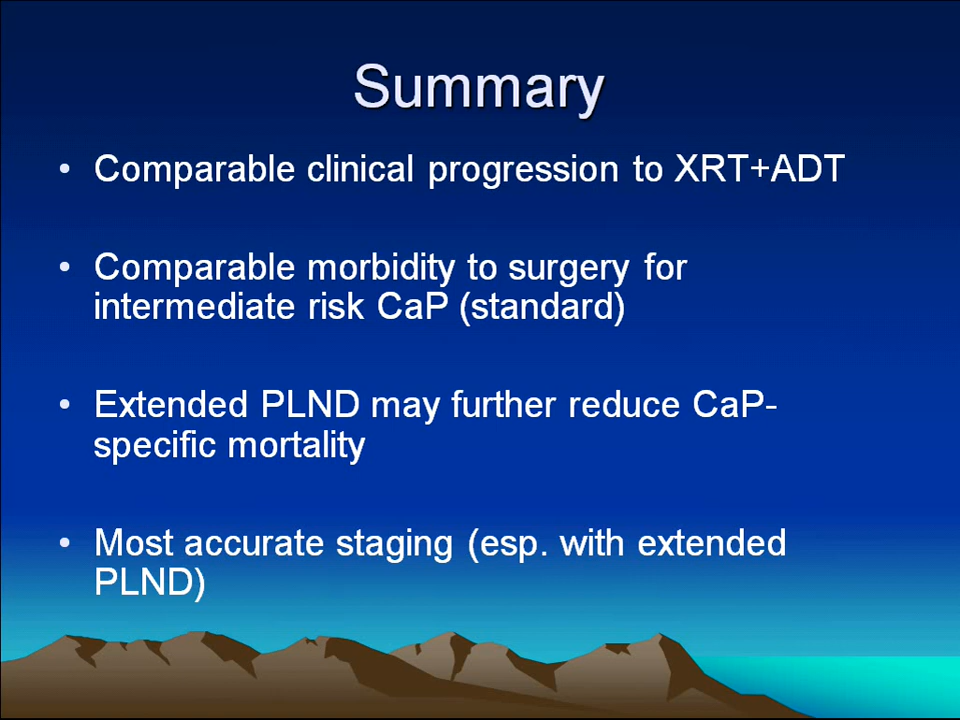 Summary
• Comparable clinical progression to XRT+ADT
• Comparable morbidity to surgery for
intermediate risk CaP (standard)
• Extended PLND may further reduce CaP-
specific mortality
• Most accurate staging (esp. with extended
PLND)